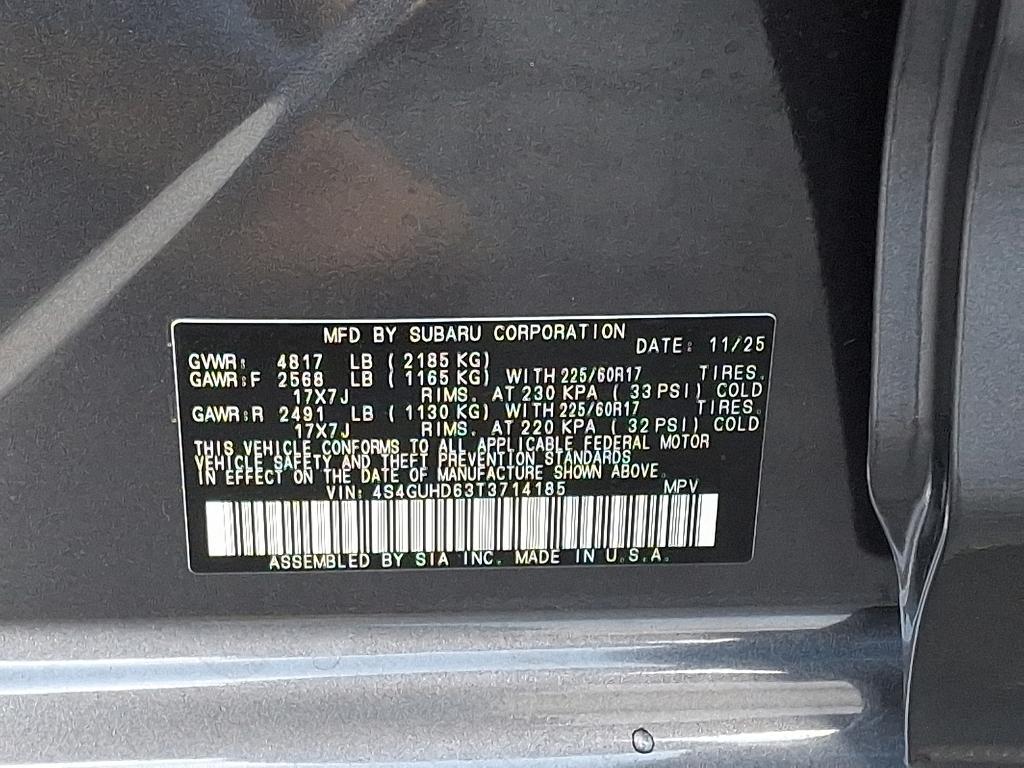 MFD BY SUBARU CORPORATION DATE: 11/25
GVWR: 4817 LB ( 2185 KG)
GAWR:F 2568 LB ( 1165 KG) WITH 225/60R17 TIRES.
17X7J RIMS. AT 230 KPA ( 33 PSI) COLD
GAWR:R 2491 LB ( 1130 KG) WITH 225/60R17 TIRES.
17X7J RIMS. AT 220 KPA ( 32 PSI) COLD
THIS VEHICLE CONFORMS TO ALL APPLICABLE FEDERAL MOTOR
VEHICLE SAFETY AND THEFT PREVENTION STANDARDS
IN EFFECT ON THE DATE OF MANUFACTURE SHOWN ABOVE.
VIN: 4S4GUHD63T3714185 MPV
ASSEMBLED BY SIA INC. MADE IN U.S.A.